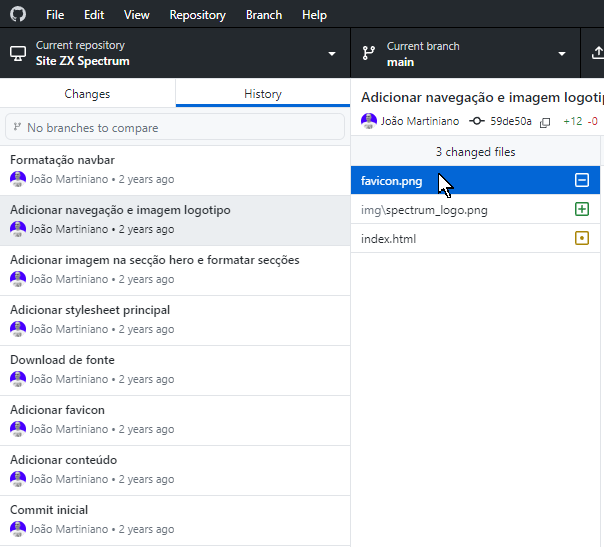 File Edit View Repository Branch Help
Current repository
Site ZX Spectrum
Current branch
main
Changes
History
No branches to compare
Formatação navbar
João Martiniano • 2 years ago
Adicionar navegação e imagem logotipo
João Martiniano • 2 years ago
Adicionar imagem na secção hero e formatar secções
João Martiniano • 2 years ago
Adicionar stylesheet principal
João Martiniano • 2 years ago
Download de fonte
João Martiniano • 2 years ago
Adicionar favicon
João Martiniano • 2 years ago
Adicionar conteúdo
João Martiniano • 2 years ago
Commit inicial
João Martiniano • 2 years ago
Adicionar navegação e imagem logoti
João Martiniano 59de50a +12 -0
3 changed files
favicon.png
img\spectrum_logo.png
index.html